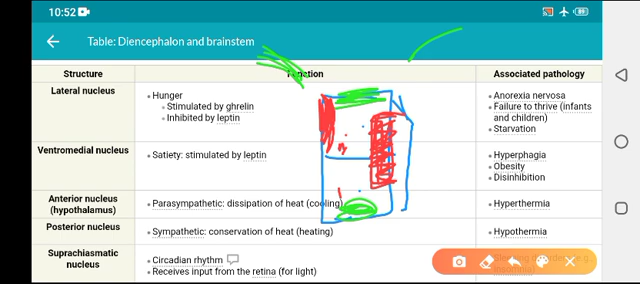 10:52
89
Table: Diencephalon and brainstem
Structure
Function
Associated pathology
Lateral nucleus
Hunger
Stimulated by ghrelin
Inhibited by leptin
Anorexia nervosa
Failure to thrive (infants
and children)
Starvation
Ventromedial nucleus
Satiety: stimulated by leptin
Hyperphagia
Obesity
Disinhibition
Anterior nucleus
(hypothalamus)
Parasympathetic: dissipation of heat (cooling)
Hyperthermia
Posterior nucleus
Sympathetic: conservation of heat (heating)
Hypothermia
Suprachiasmatic
nucleus
Circadian rhythm
Receives input from the retina (for light)